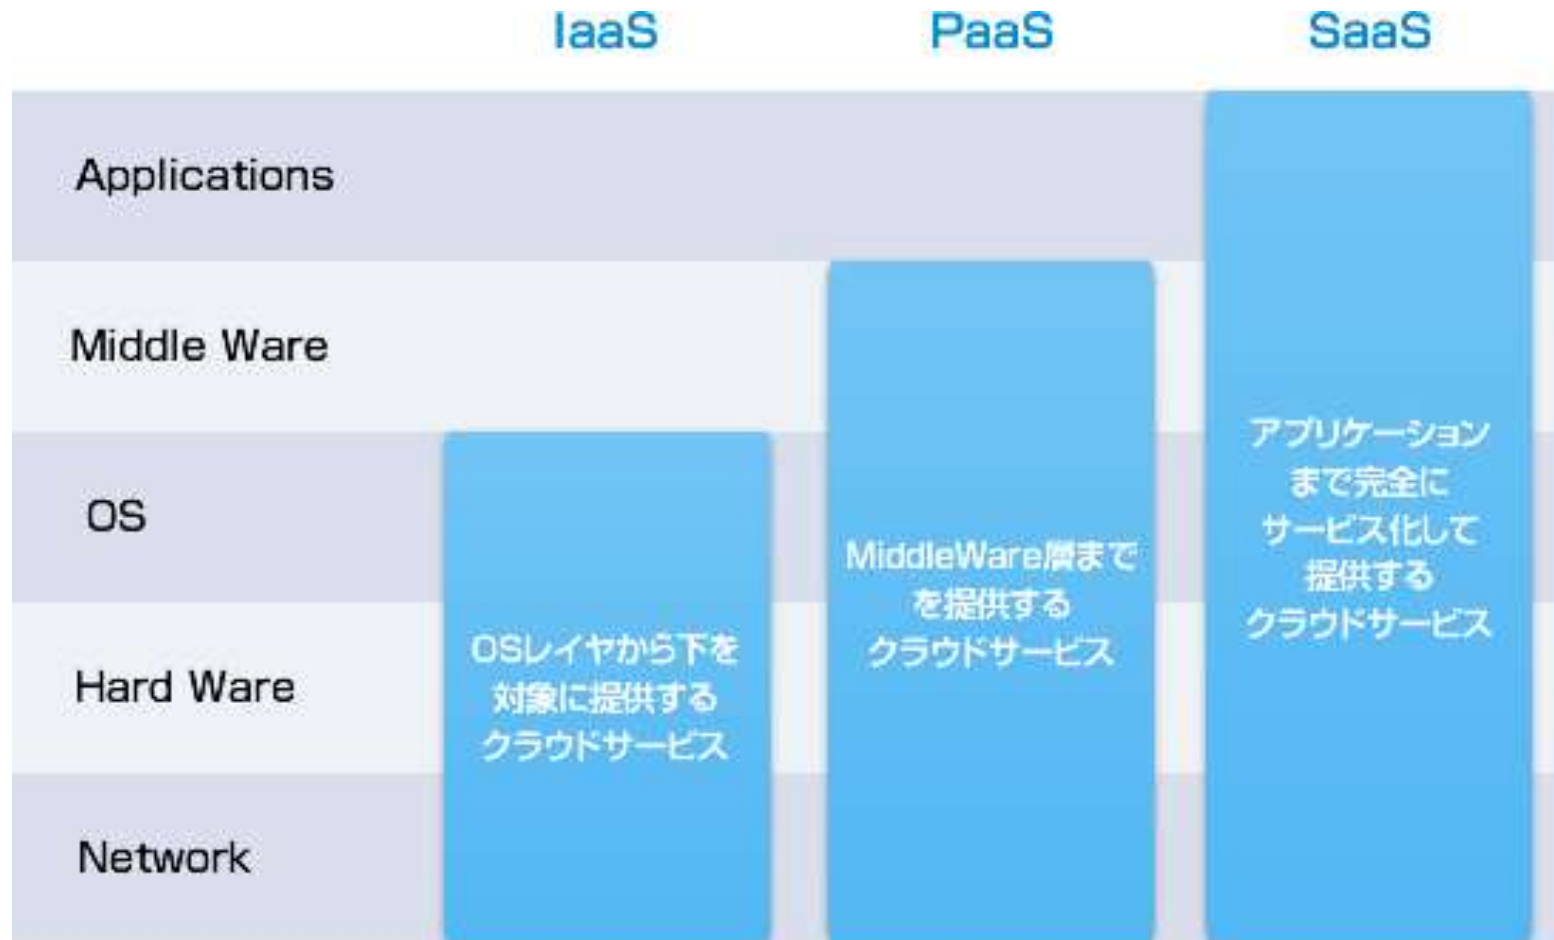 IaaS PaaS SaaS
Applications
Middle Ware
OS
Hard Ware
Network
OSレイヤから下を
対象に提供する
クラウドサービス
MiddleWare層まで
を提供する
クラウドサービス
アプリケーション
まで完全に
サービス化して
提供する
クラウドサービス